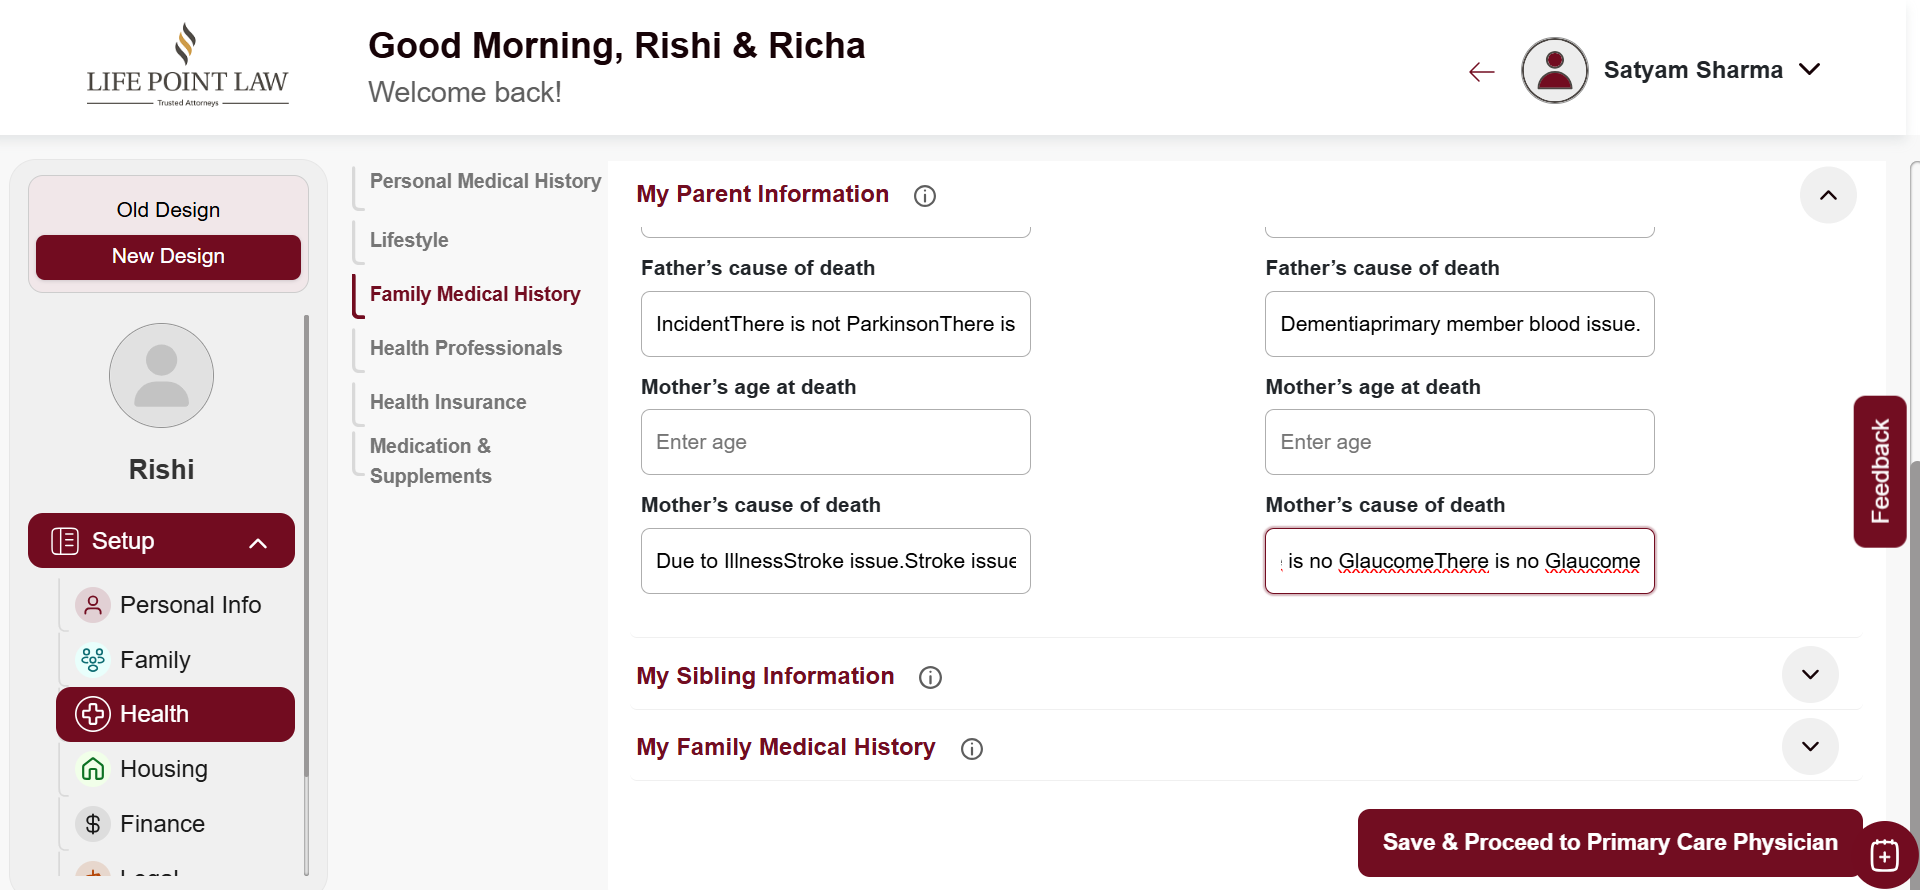 LIFE POINT LAW
Trusted Attorneys
Good Morning, Rishi & Richa
Welcome back!
Satyam Sharma
Old Design
New Design
Rishi
Setup
Personal Info
Family
Health
Housing
Finance
Legal
Personal Medical History
Lifestyle
Family Medical History
Health Professionals
Health Insurance
Medication &
Supplements
My Parent Information
Father's cause of death
IncidentThere is not ParkinsonThere is
Mother's age at death
Enter age
Mother's cause of death
Due to IllnessStroke issue.Stroke issue
Father's cause of death
Dementiaprimary member blood issue.
Mother's age at death
Enter age
Mother's cause of death
is no GlaucomeThere is no Glaucome
My Sibling Information
My Family Medical History
Save & Proceed to Primary Care Physician
Feedback